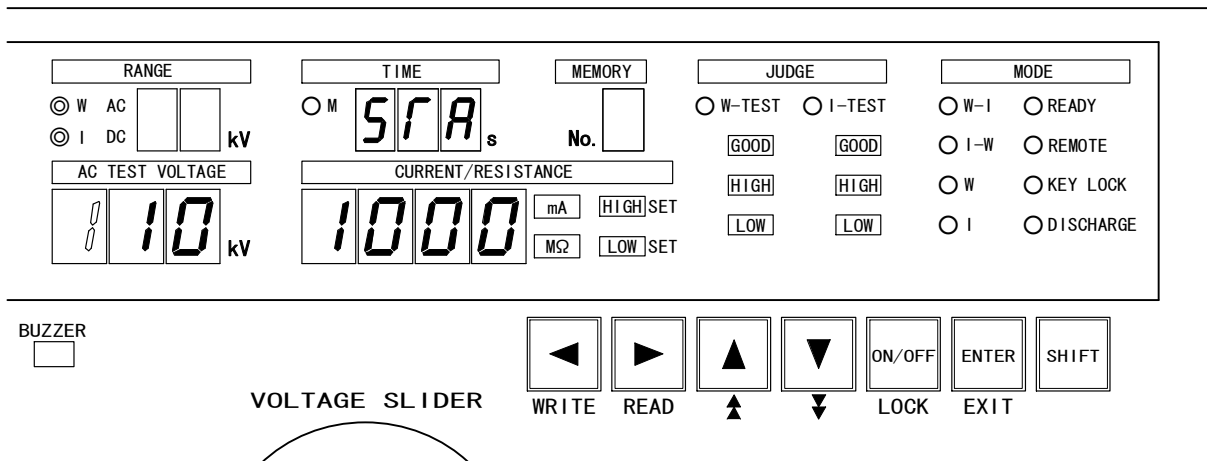 RANGE TIME MEMORY JUDGE MODE
W AC M STA s W-TEST I-TEST W-I READY
I DC kV No. GOOD GOOD I-W REMOTE
AC TEST VOLTAGE CURRENT/RESISTANCE HIGH HIGH W KEY LOCK
10 kV 1000 mA HIGH SET LOW LOW I DISCHARGE
MΩ LOW SET
BUZZER
ON/OFF ENTER SHIFT
WRITE READ LOCK EXIT
VOLTAGE SLIDER